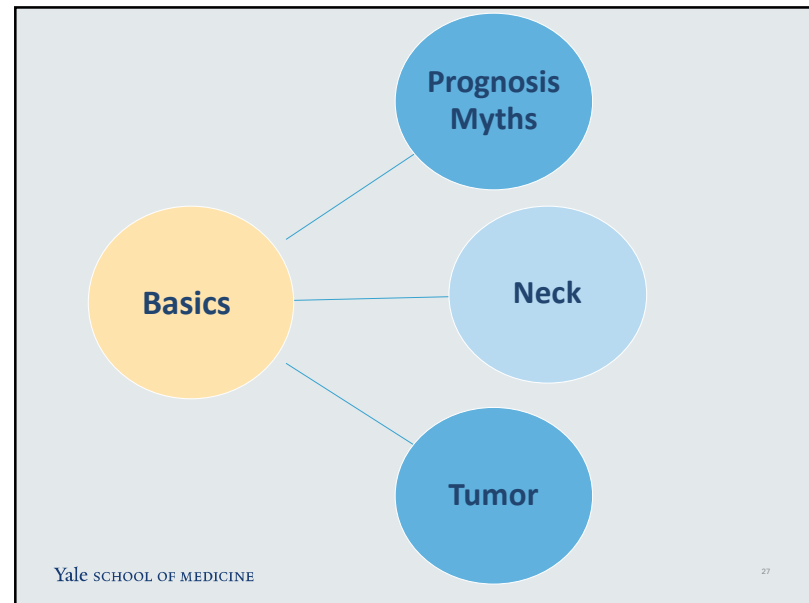 Prognosis
Myths
Basics
Neck
Tumor
Yale SCHOOL OF MEDICINE
27